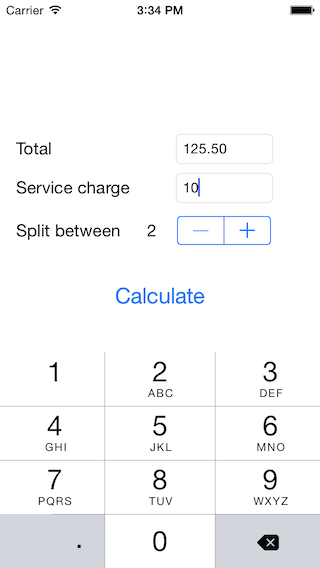 Carrier 3:34 PM
Total 125.50
Service charge 10
Split between 2 − +
Calculate
1 2 3
ABC DEF
4 5 6
GHI JKL MNO
7 8 9
PQRS TUV WXYZ
. 0